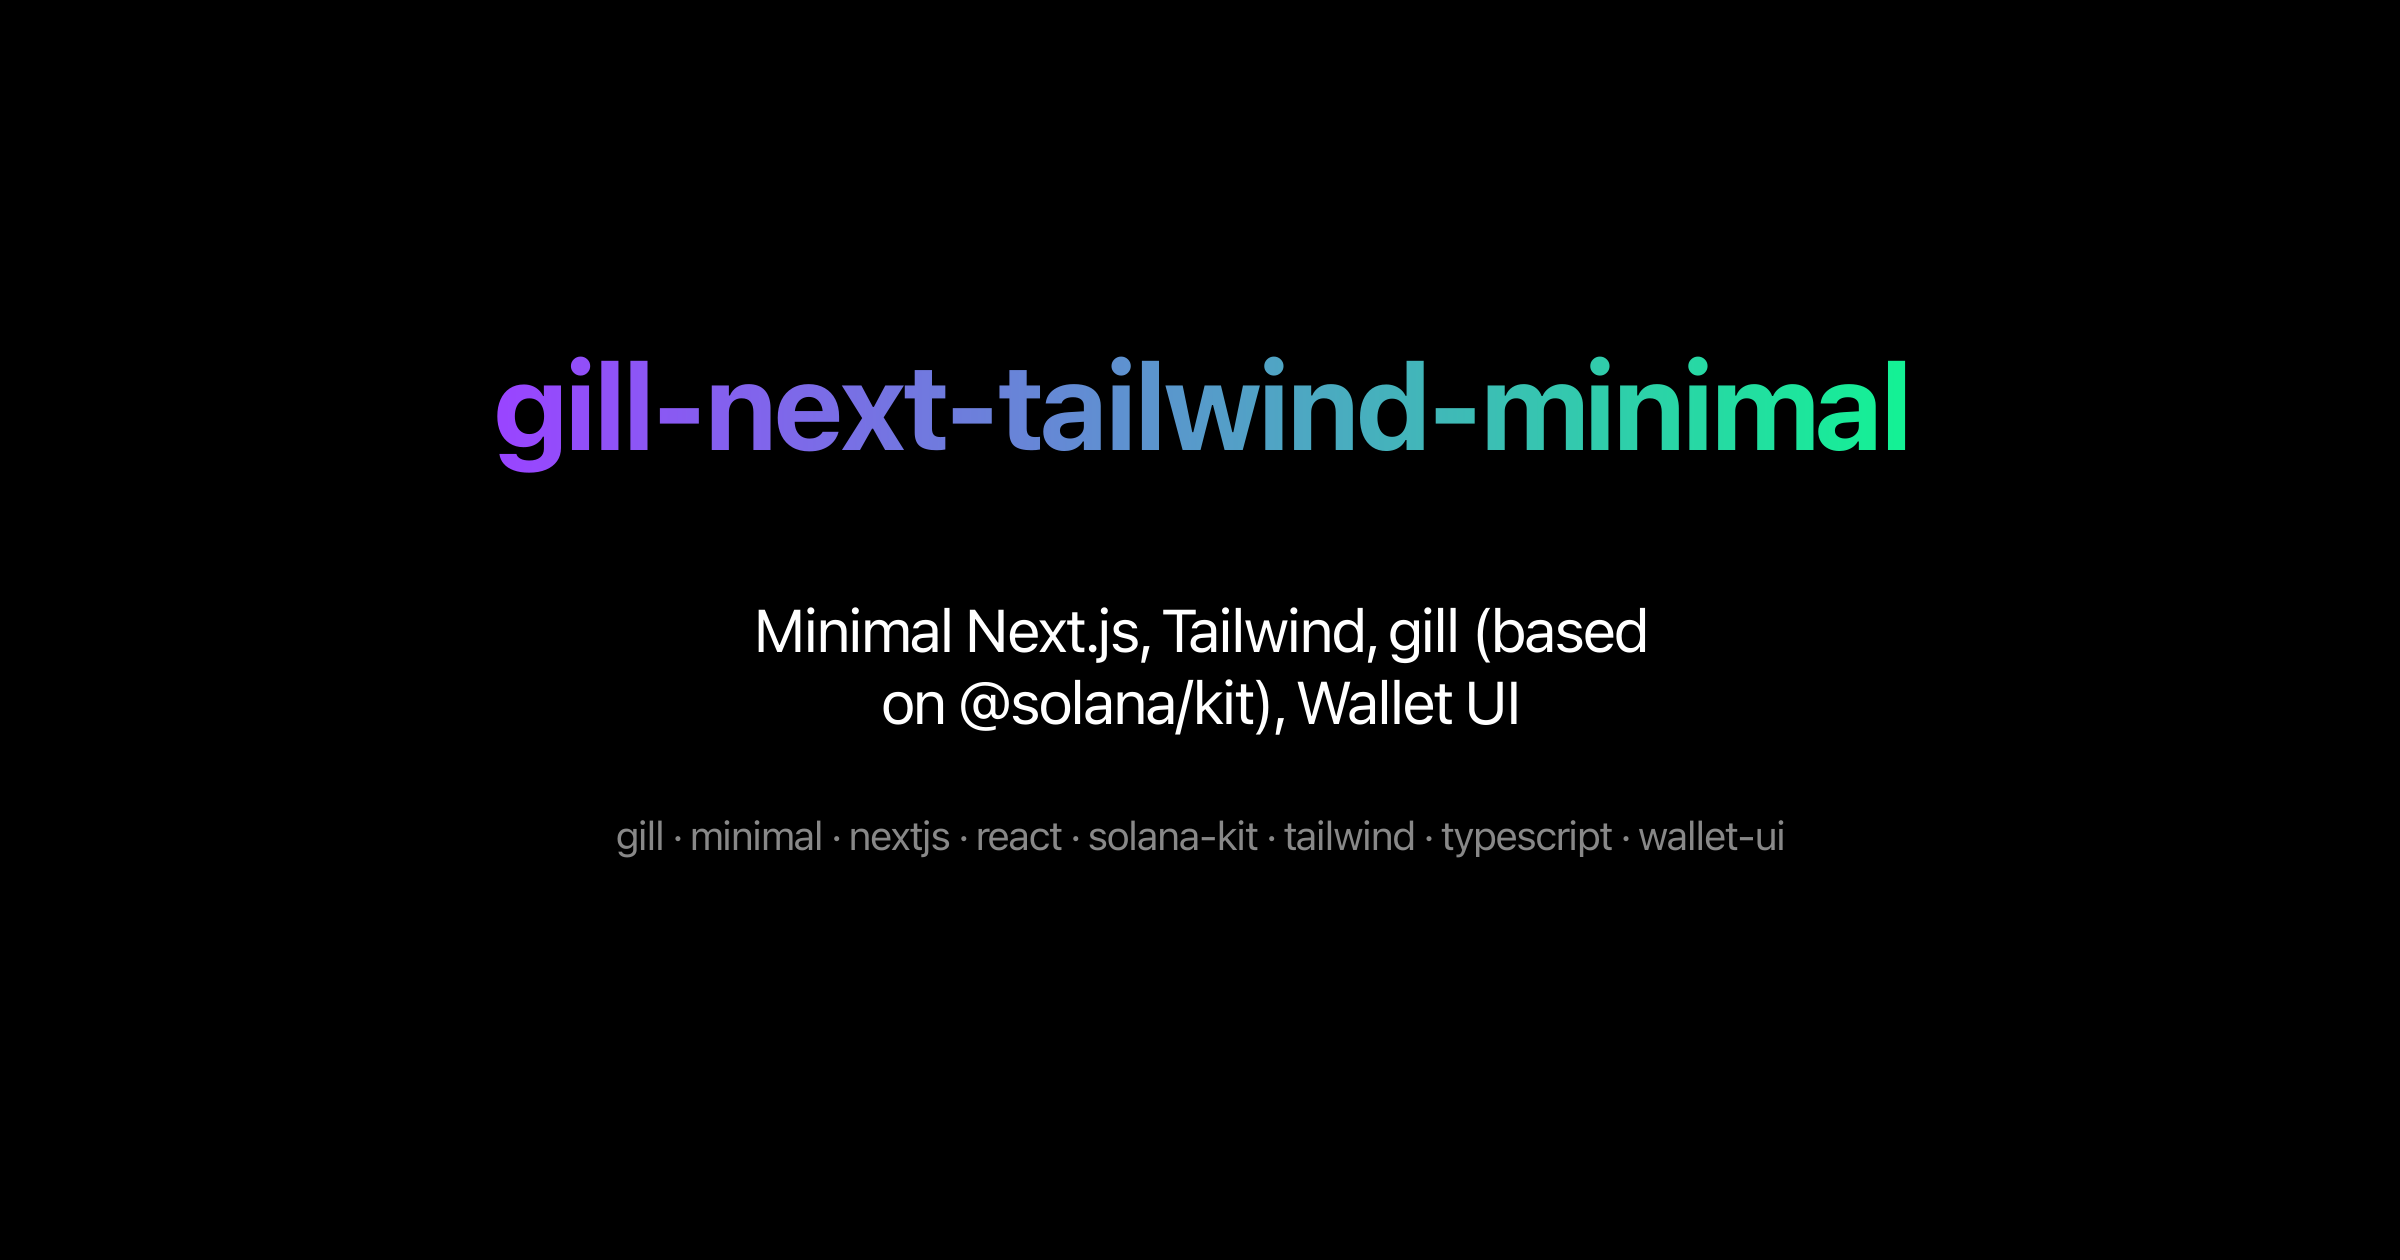 gill-next-tailwind-minimal
Minimal Next.js, Tailwind, gill (based
on @solana/kit), Wallet UI
gill · minimal · nextjs · react · solana-kit · tailwind · typescript · wallet-ui